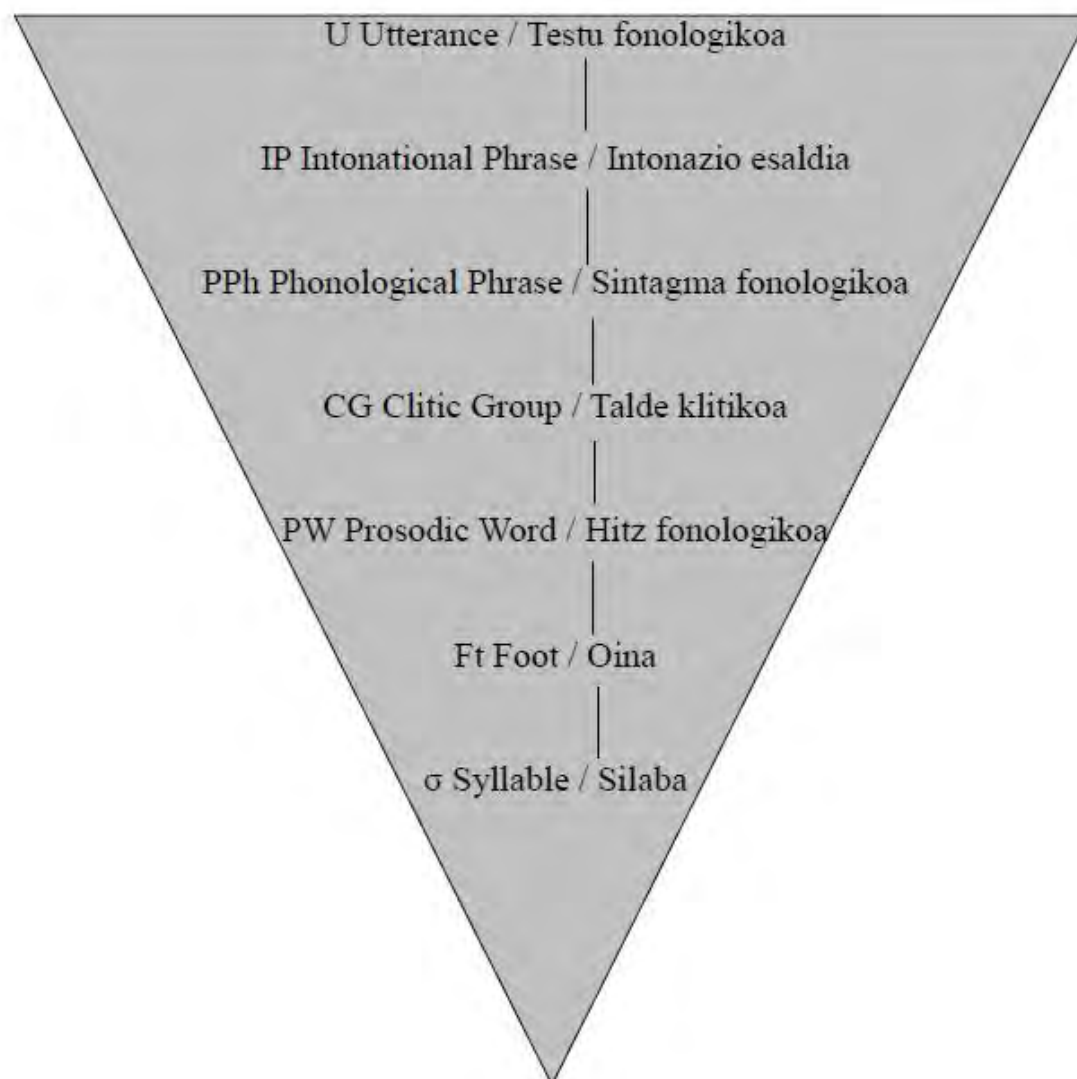 U Utterance / Testu fonologikoa
IP Intonational Phrase / Intonazio esaldia
PPh Phonological Phrase / Sintagma fonologikoa
CG Clitic Group / Talde klitikoa
PW Prosodic Word / Hitz fonologikoa
Ft Foot / Oina
σ Syllable / Silaba